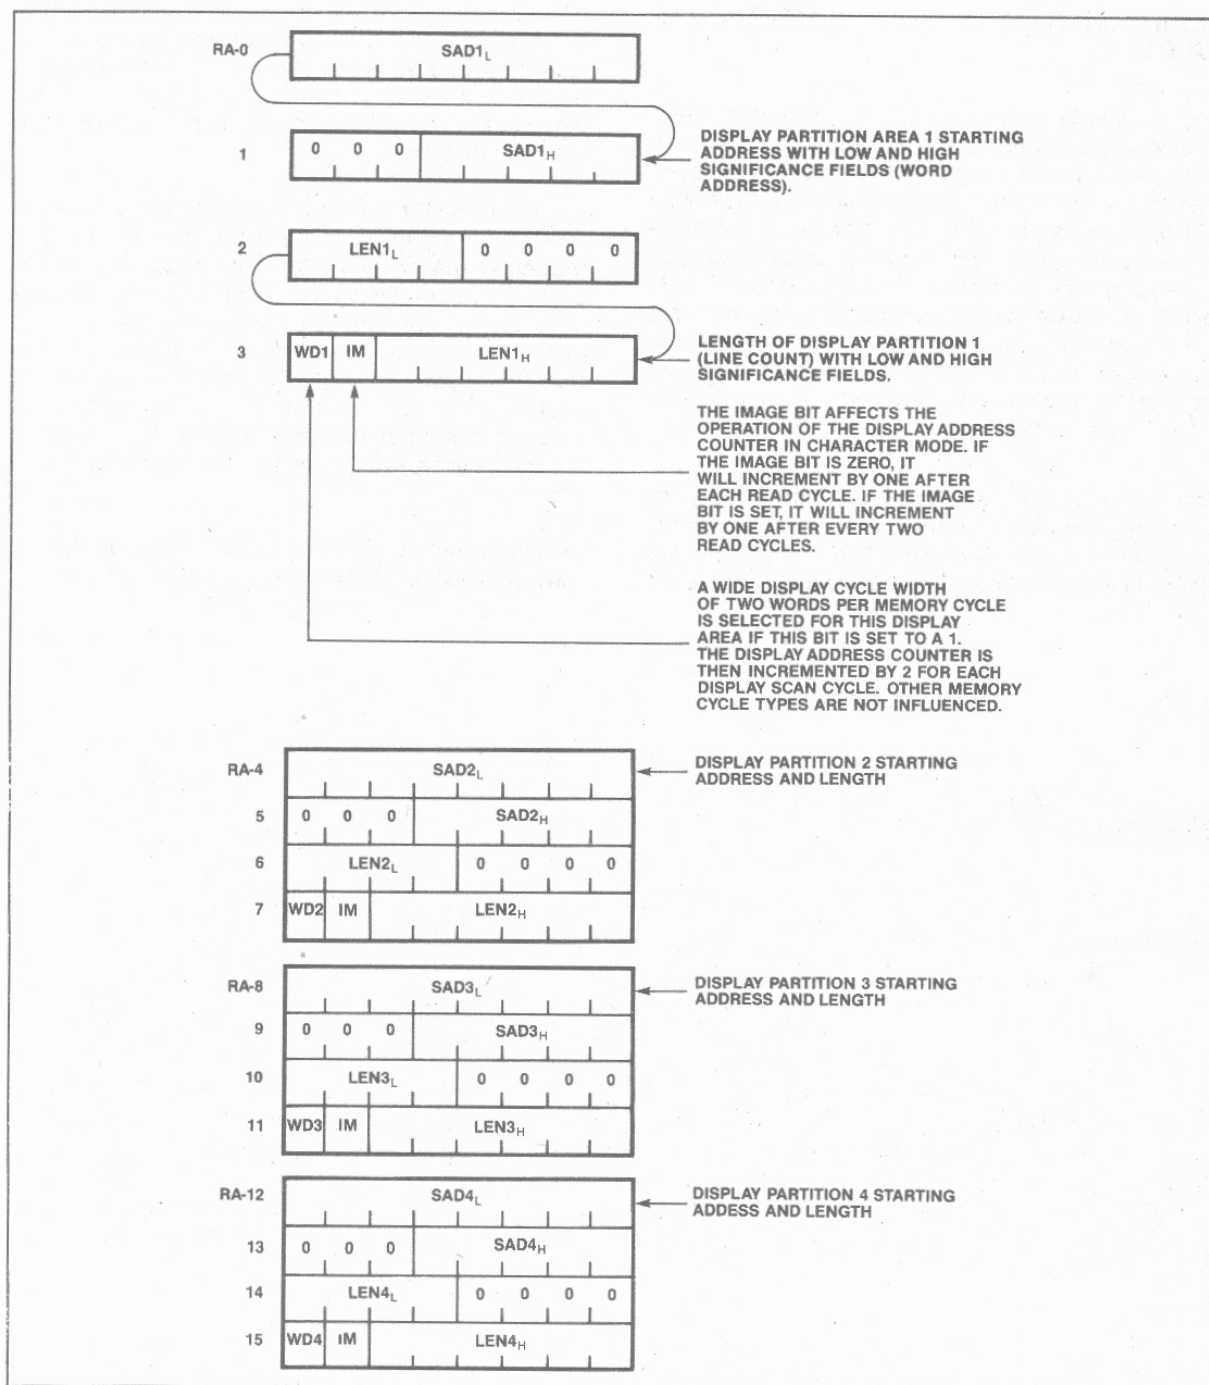 RA-0 SAD1L
1 0 0 0 SAD1H
DISPLAY PARTITION AREA 1 STARTING
ADDRESS WITH LOW AND HIGH
SIGNIFICANCE FIELDS (WORD
ADDRESS).
2 LEN1L 0 0 0 0
3 WD1 IM LEN1H
LENGTH OF DISPLAY PARTITION 1
(LINE COUNT) WITH LOW AND HIGH
SIGNIFICANCE FIELDS.
THE IMAGE BIT AFFECTS THE
OPERATION OF THE DISPLAY ADDRESS
COUNTER IN CHARACTER MODE. IF
THE IMAGE BIT IS ZERO, IT
WILL INCREMENT BY ONE AFTER
EACH READ CYCLE. IF THE IMAGE
BIT IS SET, IT WILL INCREMENT
BY ONE AFTER EVERY TWO
READ CYCLES.
A WIDE DISPLAY CYCLE WIDTH
OF TWO WORDS PER MEMORY CYCLE
IS SELECTED FOR THIS DISPLAY
AREA IF THIS BIT IS SET TO A 1.
THE DISPLAY ADDRESS COUNTER IS
THEN INCREMENTED BY 2 FOR EACH
DISPLAY SCAN CYCLE. OTHER MEMORY
CYCLE TYPES ARE NOT INFLUENCED.
RA-4 SAD2L
DISPLAY PARTITION 2 STARTING
ADDRESS AND LENGTH
5 0 0 0 SAD2H
6 LEN2L 0 0 0 0
7 WD2 IM LEN2H
RA-8 SAD3L
DISPLAY PARTITION 3 STARTING
ADDRESS AND LENGTH
9 0 0 0 SAD3H
10 LEN3L 0 0 0 0
11 WD3 IM LEN3H
RA-12 SAD4L
DISPLAY PARTITION 4 STARTING
ADDESS AND LENGTH
13 0 0 0 SAD4H
14 LEN4L 0 0 0 0
15 WD4 IM LEN4H